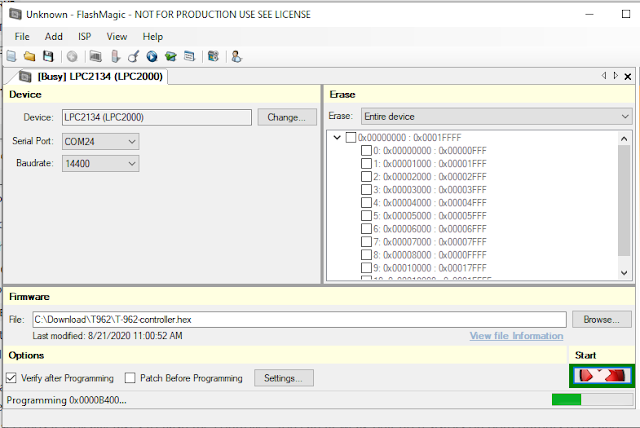 Unknown - FlashMagic - NOT FOR PRODUCTION USE SEE LICENSE
File Add ISP View Help
[Busy] LPC2134 (LPC2000)
Device
Device: LPC2134 (LPC2000) Change...
Serial Port: COM24
Baudrate: 14400
Erase
Erase: Entire device
0x00000000 : 0x0001FFFF
0: 0x00000000 : 0x00000FFF
1: 0x00001000 : 0x00001FFF
2: 0x00002000 : 0x00002FFF
3: 0x00003000 : 0x00003FFF
4: 0x00004000 : 0x00004FFF
5: 0x00005000 : 0x00005FFF
6: 0x00006000 : 0x00006FFF
7: 0x00007000 : 0x00007FFF
8: 0x00008000 : 0x0000FFFF
9: 0x00010000 : 0x00017FFF
Firmware
File: C:\Download\T962\T-962-controller.hex Browse...
Last modified: 8/21/2020 11:00:52 AM View file Information
Options
Verify after Programming Patch Before Programming Settings...
Start
Programming 0x0000B400...